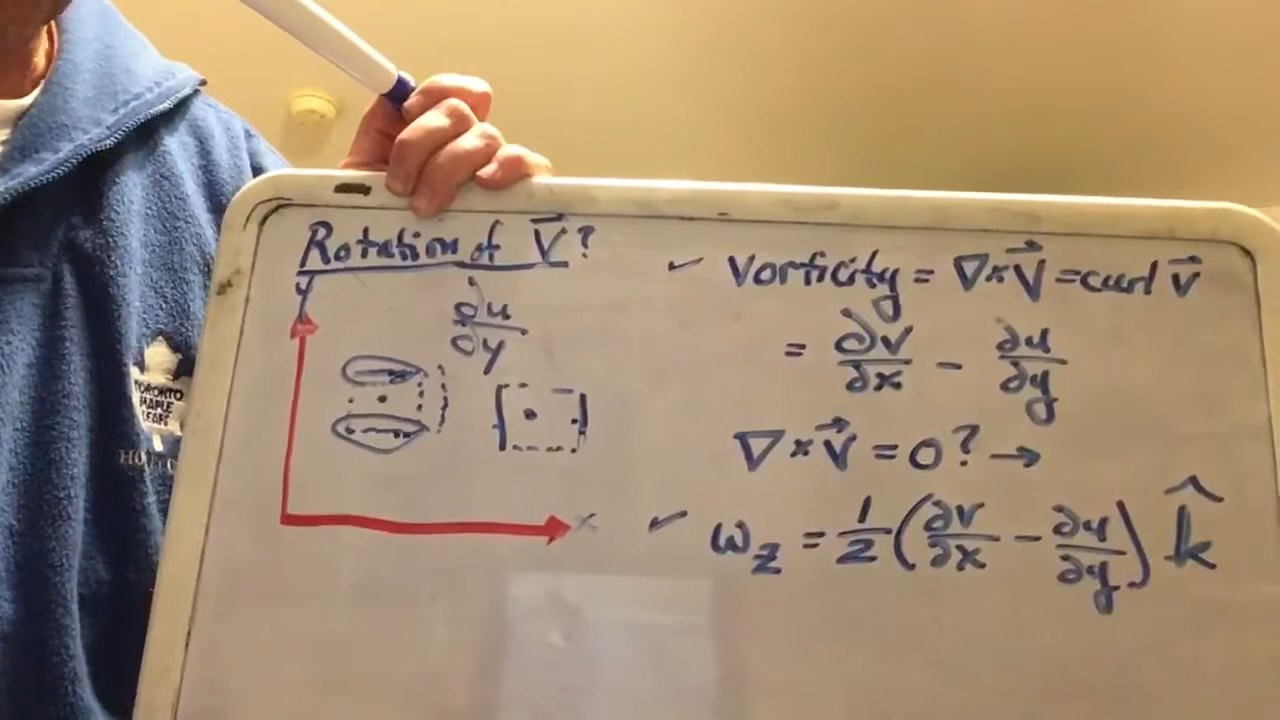 Rotation of V⃗?
y
∂u/∂y
x
✓ Vorticity = ∇×V⃗ = curl v⃗
= ∂v/∂x - ∂u/∂y
∇×V⃗ = 0? →
✓ ω_z = 1/2 (∂v/∂x - ∂u/∂y) k̂
TORONTO
MAPLE
LEAFS